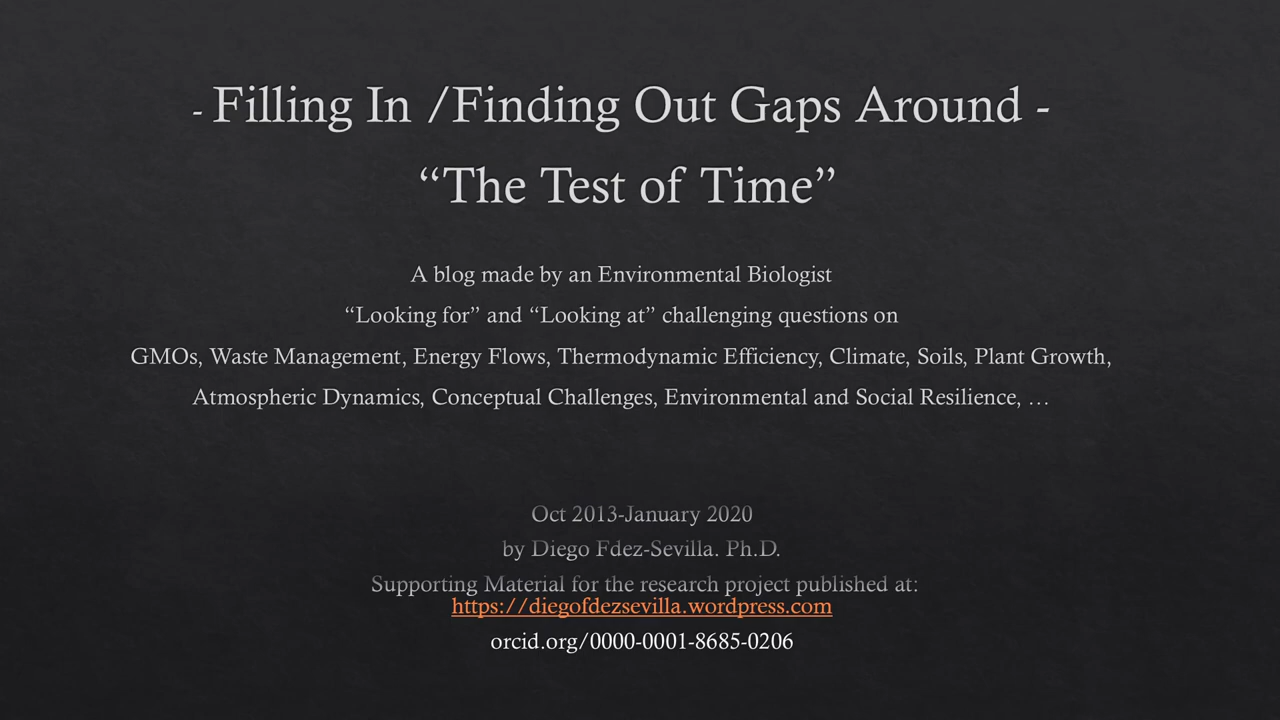 - Filling In /Finding Out Gaps Around -
“The Test of Time”
A blog made by an Environmental Biologist
“Looking for” and “Looking at” challenging questions on
GMOs, Waste Management, Energy Flows, Thermodynamic Efficiency, Climate, Soils, Plant Growth,
Atmospheric Dynamics, Conceptual Challenges, Environmental and Social Resilience, …
Oct 2013-January 2020
by Diego Fdez-Sevilla. Ph.D.
Supporting Material for the research project published at:
https://diegofdezsevilla.wordpress.com
orcid.org/0000-0001-8685-0206